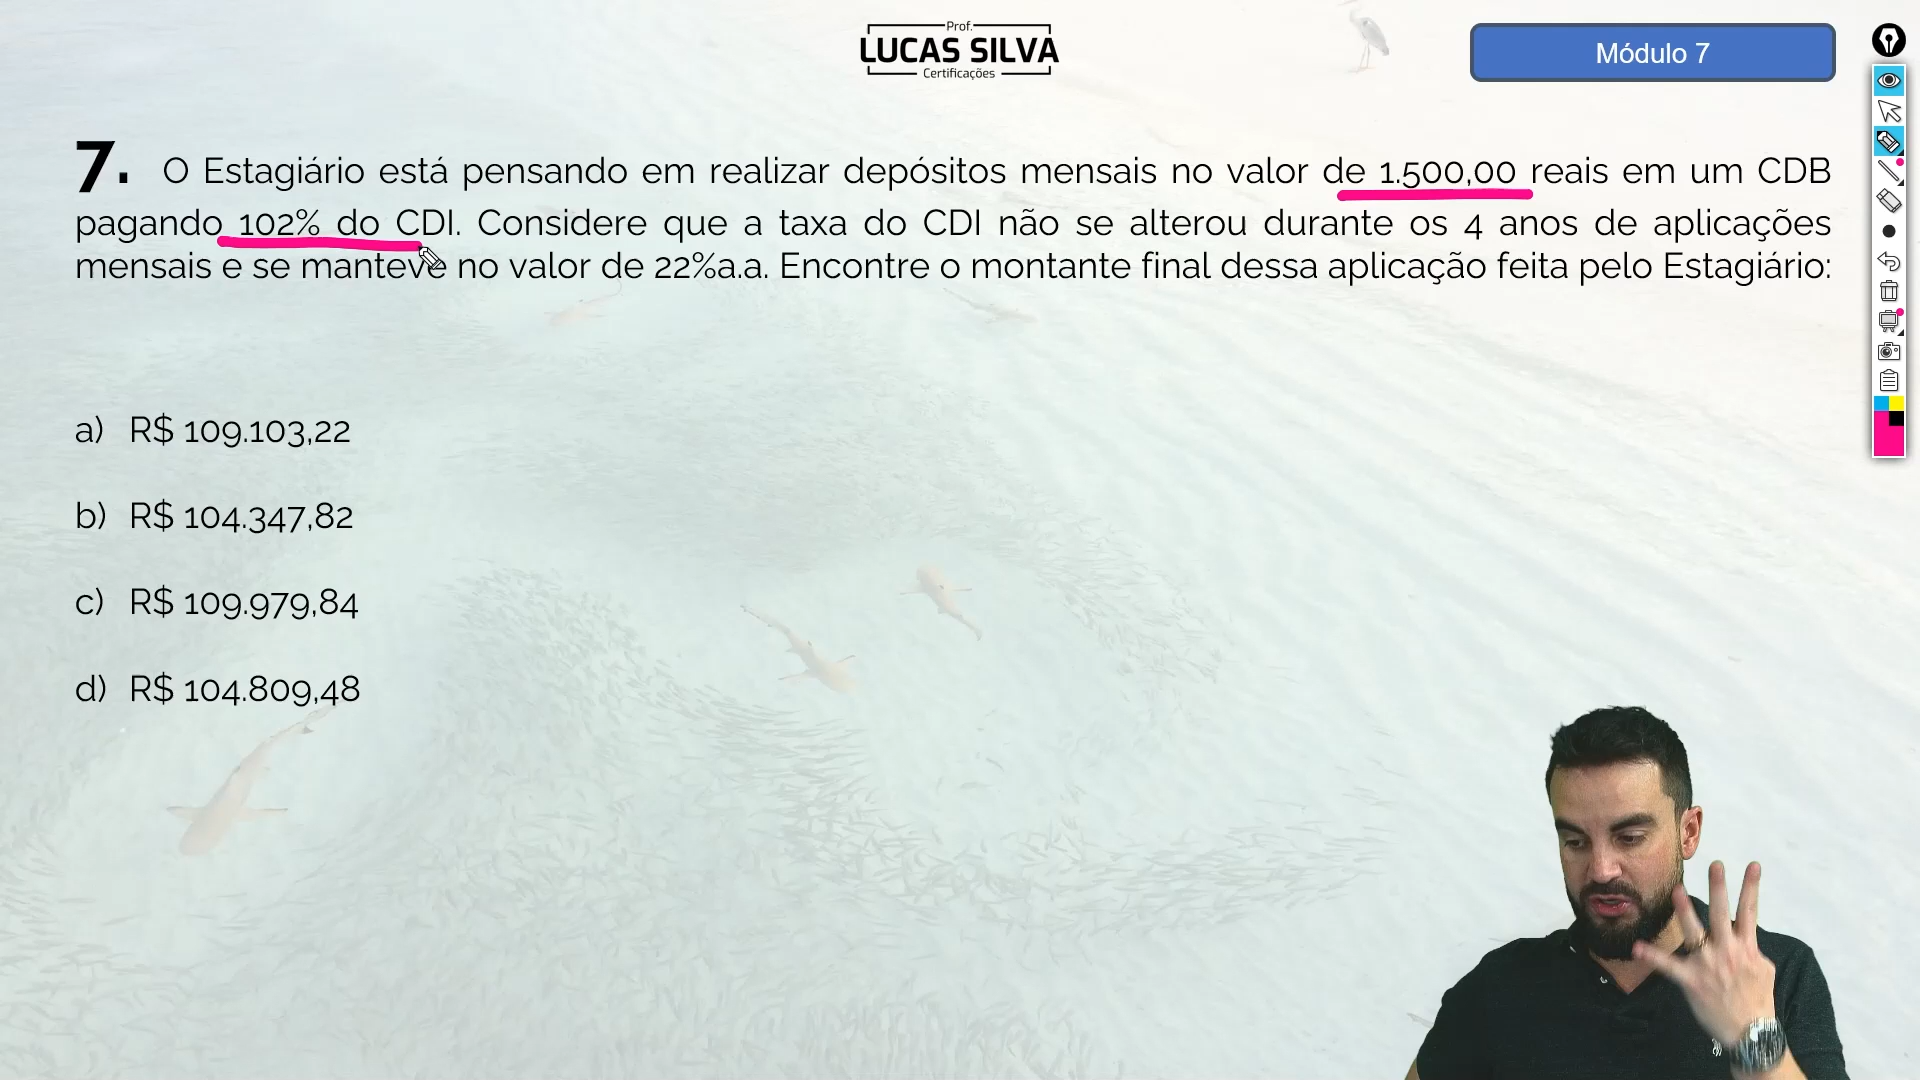 Prof.
LUCAS SILVA
Certificações
Módulo 7
7. O Estagiário está pensando em realizar depósitos mensais no valor de 1.500,00 reais em um CDB
pagando 102% do CDI. Considere que a taxa do CDI não se alterou durante os 4 anos de aplicações
mensais e se manteve no valor de 22%a.a. Encontre o montante final dessa aplicação feita pelo Estagiário:
a) R$ 109.103,22
b) R$ 104.347,82
c) R$ 109.979,84
d) R$ 104.809,48